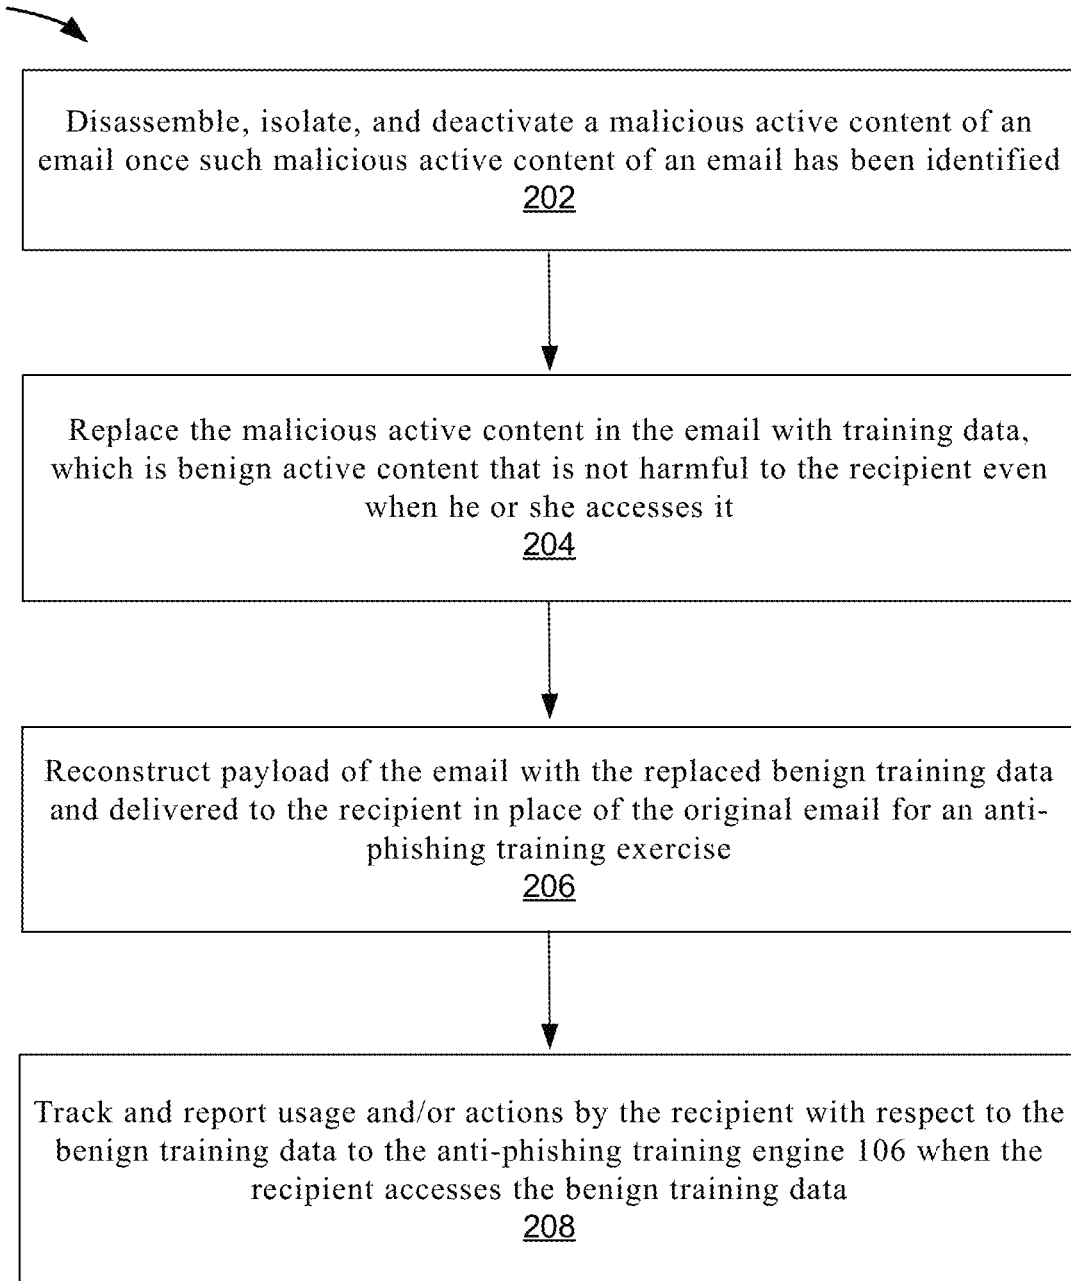 Disassemble, isolate, and deactivate a malicious active content of an
email once such malicious active content of an email has been identified
202
Replace the malicious active content in the email with training data,
which is benign active content that is not harmful to the recipient even
when he or she accesses it
204
Reconstruct payload of the email with the replaced benign training data
and delivered to the recipient in place of the original email for an anti-
phishing training exercise
206
Track and report usage and/or actions by the recipient with respect to the
benign training data to the anti-phishing training engine 106 when the
recipient accesses the benign training data
208